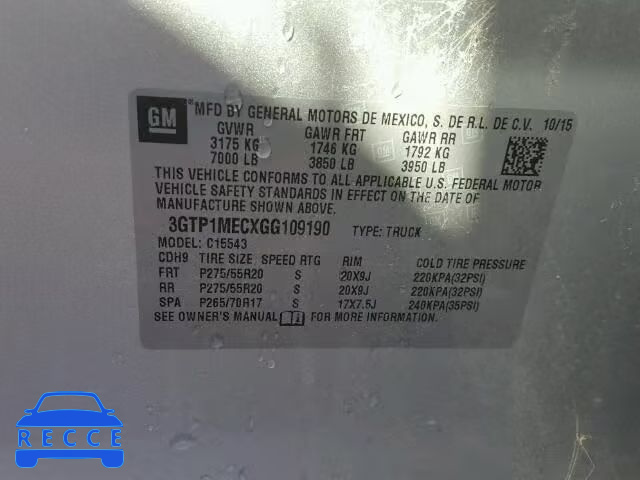 GM ® MFD BY GENERAL MOTORS DE MEXICO, S. DE R.L. DE C.V. 10/15
GVWR GAWR FRT GAWR RR
3175 KG 1746 KG 1792 KG
7000 LB 3850 LB 3950 LB
THIS VEHICLE CONFORMS TO ALL APPLICABLE U.S. FEDERAL MOTOR
VEHICLE SAFETY STANDARDS IN EFFECT ON THE DATE OF
MANUFACTURE SHOWN ABOVE.
3GTP1MECXGG109190 TYPE: TRUCK
MODEL: C15543
CDH9 TIRE SIZE, SPEED RTG RIM COLD TIRE PRESSURE
FRT P275/55R20 S 20X9J 220KPA(32PSI)
RR P275/55R20 S 20X9J 220KPA(32PSI)
SPA P265/70R17 S 17X7.5J 240KPA(35PSI)
SEE OWNER'S MANUAL FOR MORE INFORMATION.
RECCE